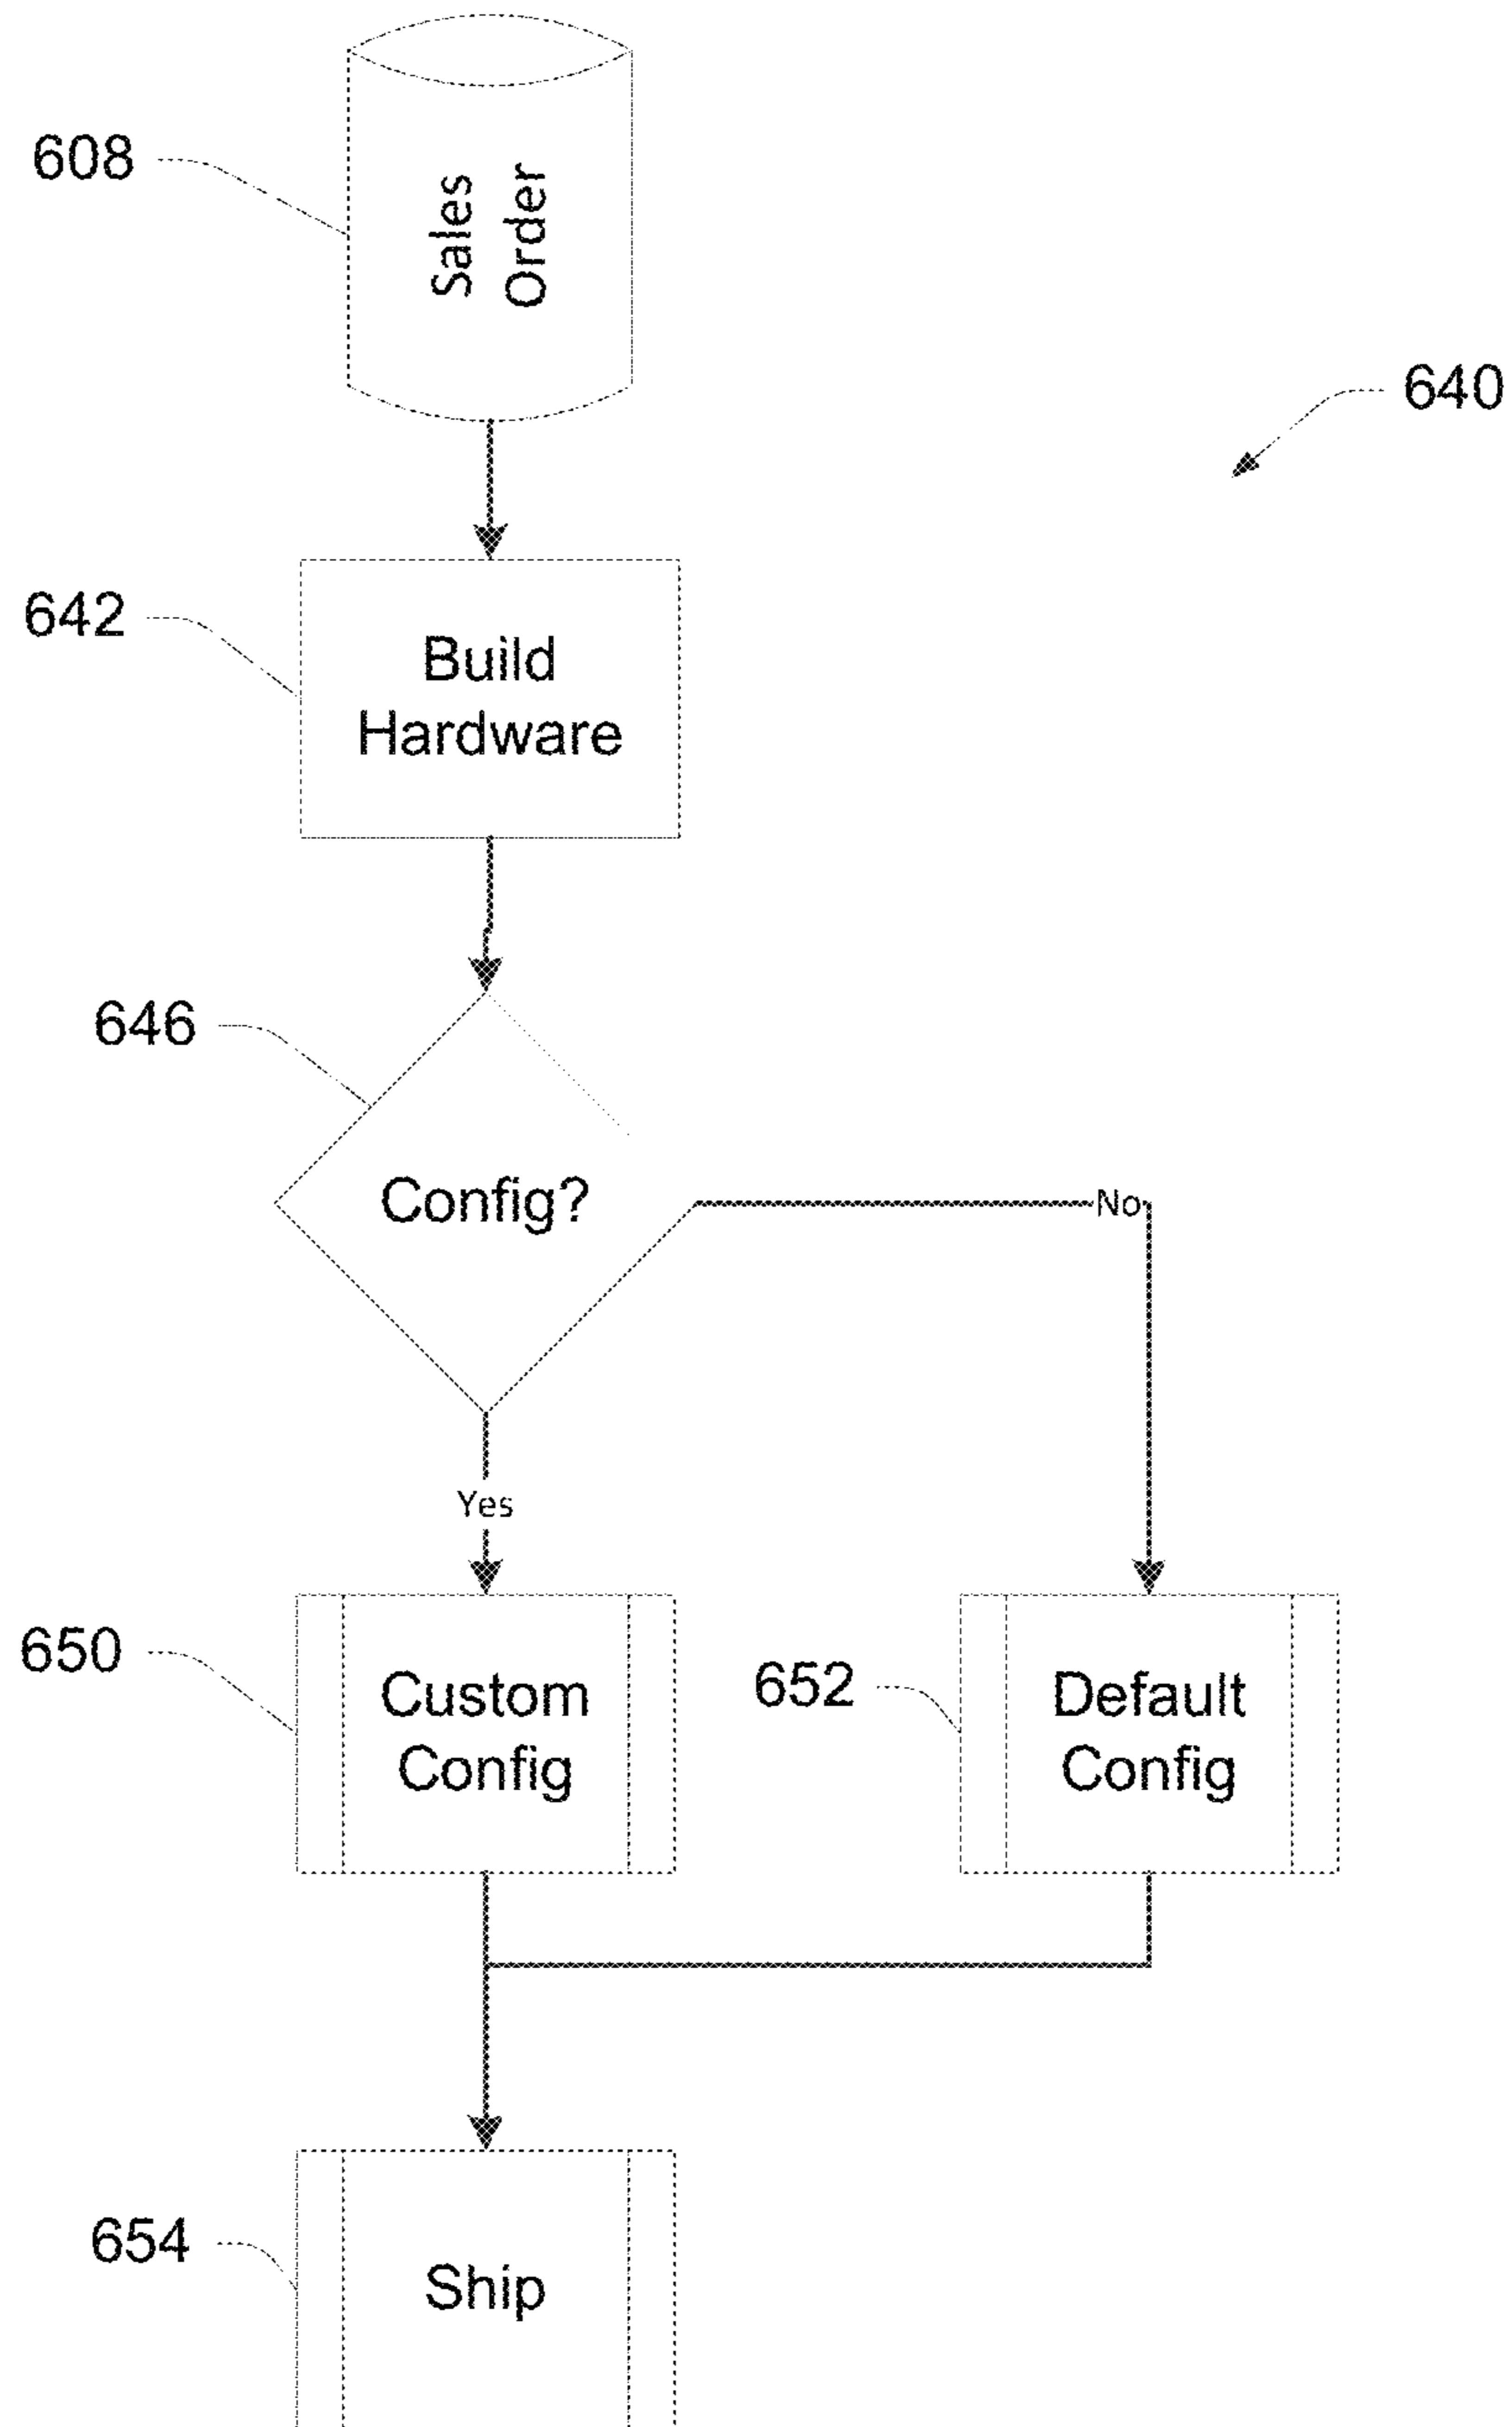 608
Sales
Order
640
642
Build
Hardware
646
Config?
No
Yes
650
Custom
Config
652
Default
Config
654
Ship